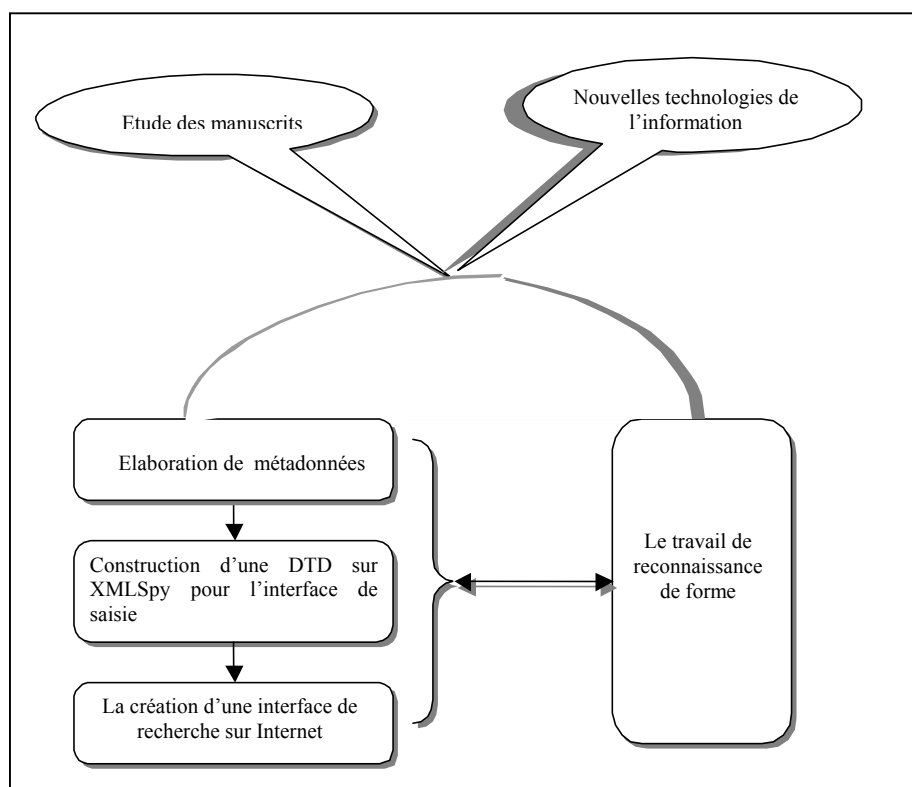 Etude des manuscrits
Nouvelles technologies de
l’information
Elaboration de métadonnées
Construction d’une DTD sur
XMLSpy pour l’interface de
saisie
La création d’une interface de
recherche sur Internet
Le travail de
reconnaissance
de forme